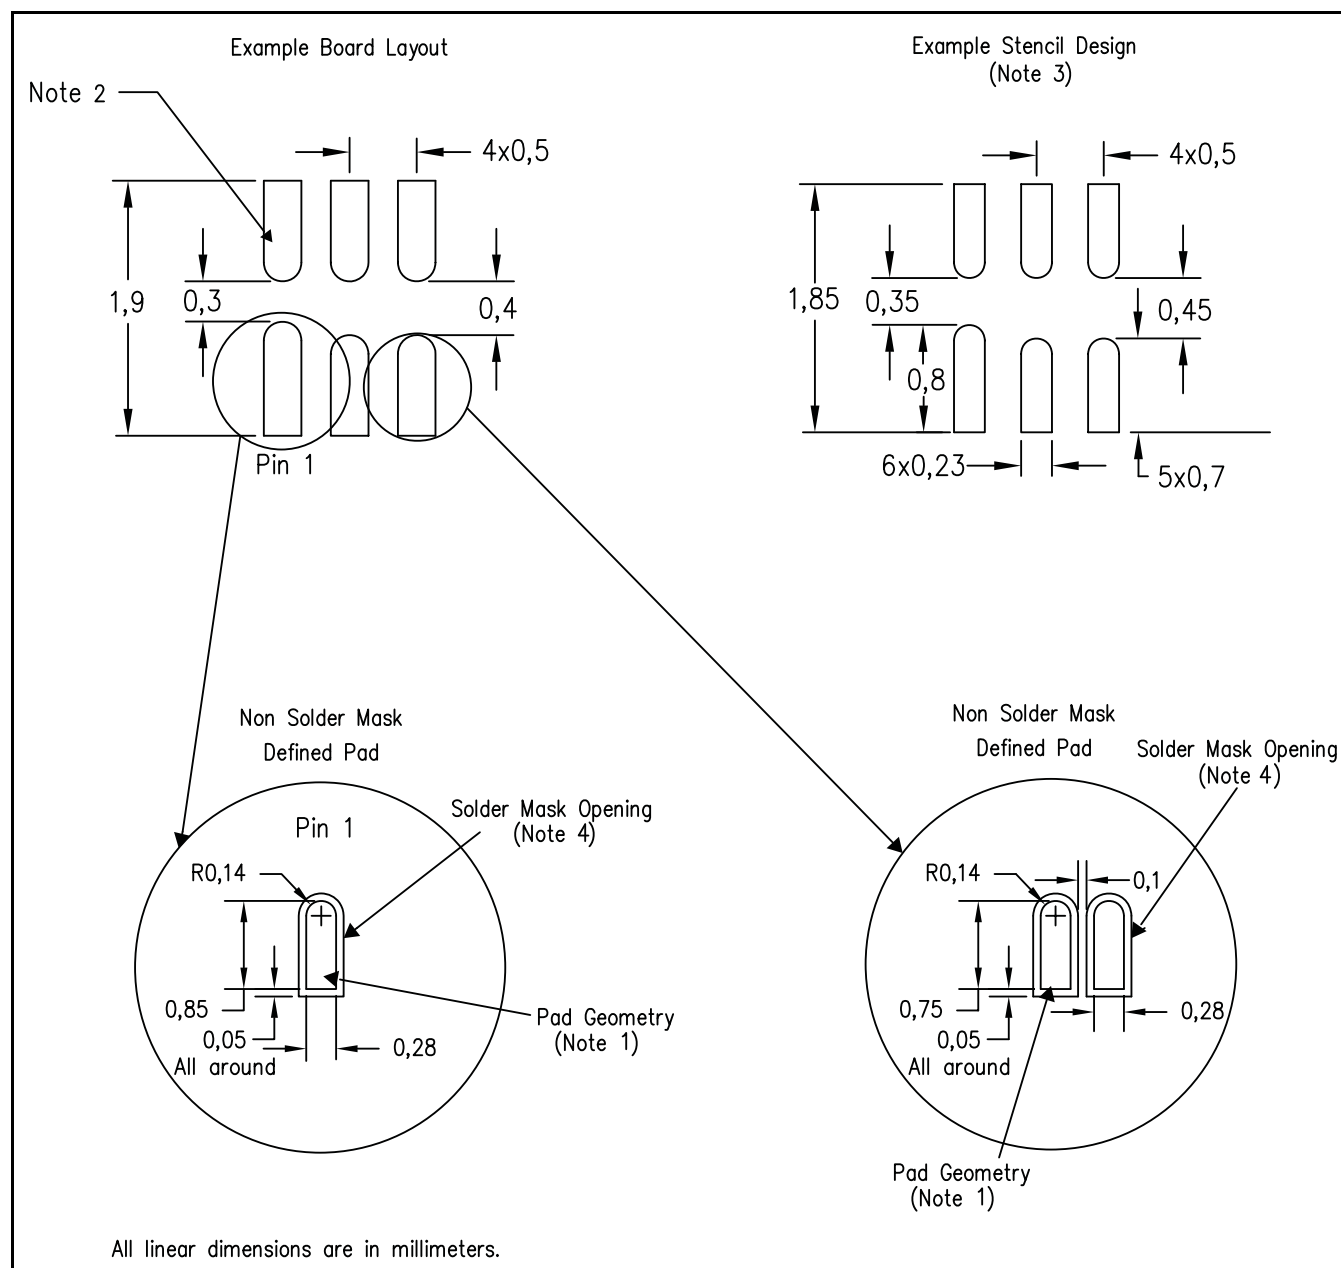 Example Board Layout
Note 2
4x0,5
1,9
0,3
0,4
Pin 1
Example Stencil Design
(Note 3)
4x0,5
1,85
0,35
0,45
0,8
6x0,23
5x0,7
Non Solder Mask
Defined Pad
Pin 1
Solder Mask Opening
(Note 4)
R0,14
0,85
0,05
All around
0,28
Pad Geometry
(Note 1)
Non Solder Mask
Defined Pad
Solder Mask Opening
(Note 4)
R0,14
0,1
0,75
0,05
All around
0,28
Pad Geometry
(Note 1)
All linear dimensions are in millimeters.